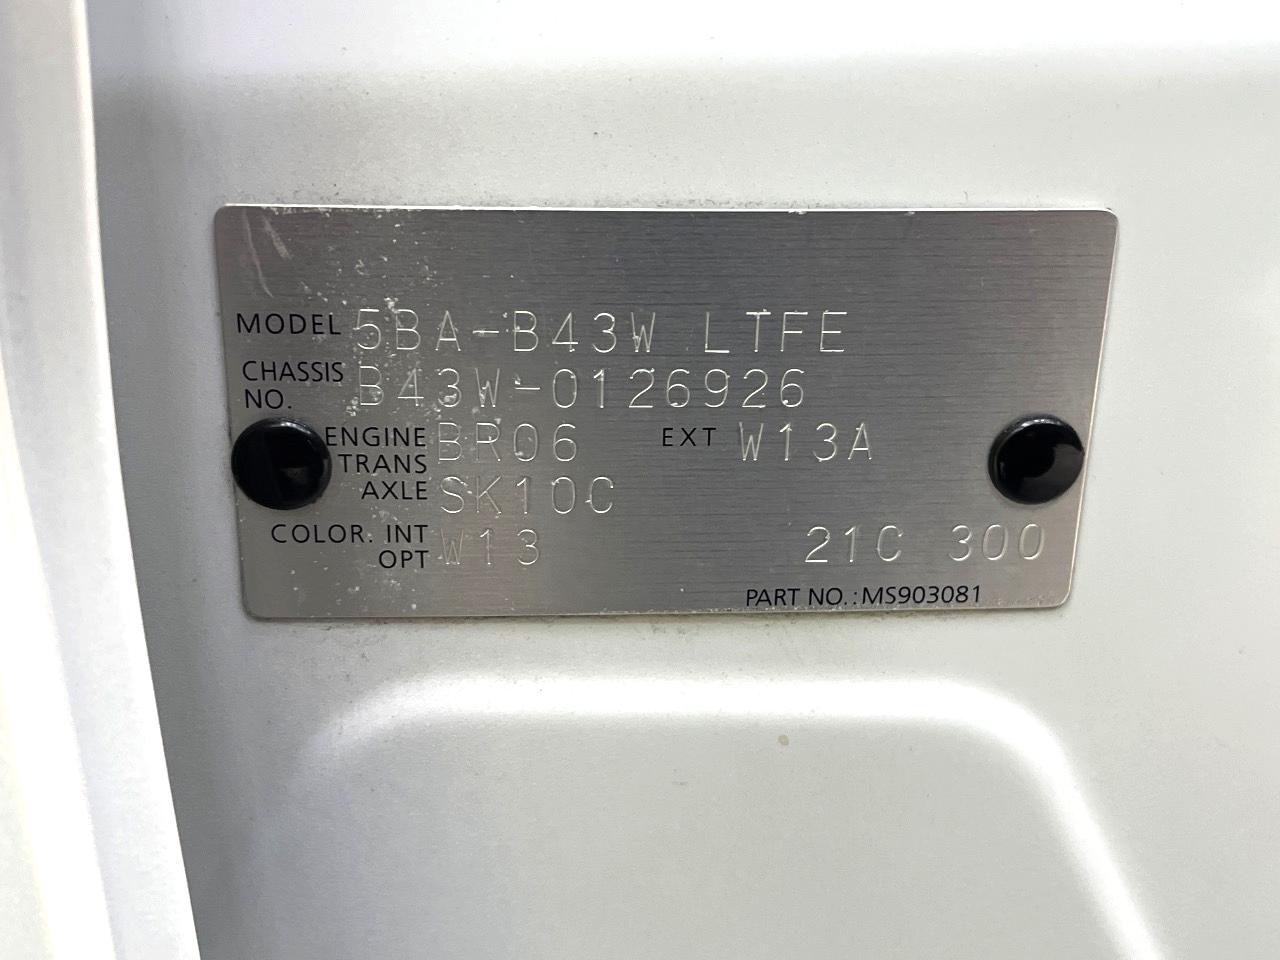 MODEL 5BA-B43W LTFE
CHASSIS NO. B43W-0126926
ENGINE BR06 EXT W13A
TRANS
AXLE SK10C
COLOR: INT W13 21C 300
OPT
PART NO.:MS903081